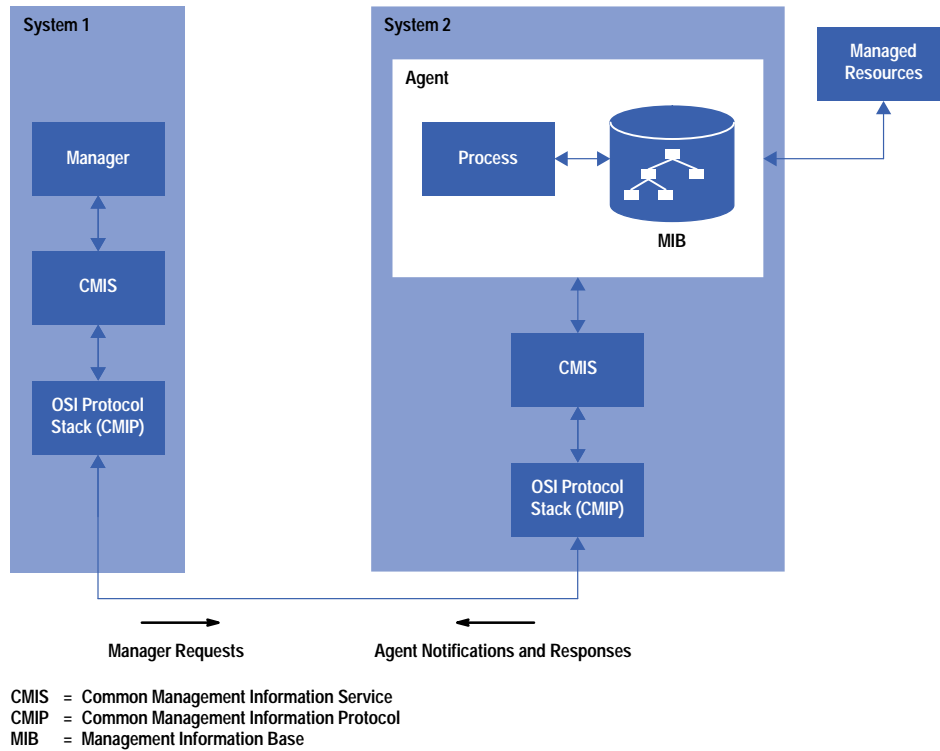 System 1
System 2
Managed
Resources
Agent
Manager
Process
MIB
CMIS
CMIS
OSI Protocol
Stack (CMIP)
OSI Protocol
Stack (CMIP)
Manager Requests
Agent Notifications and Responses
CMIS = Common Management Information Service
CMIP = Common Management Information Protocol
MIB = Management Information Base